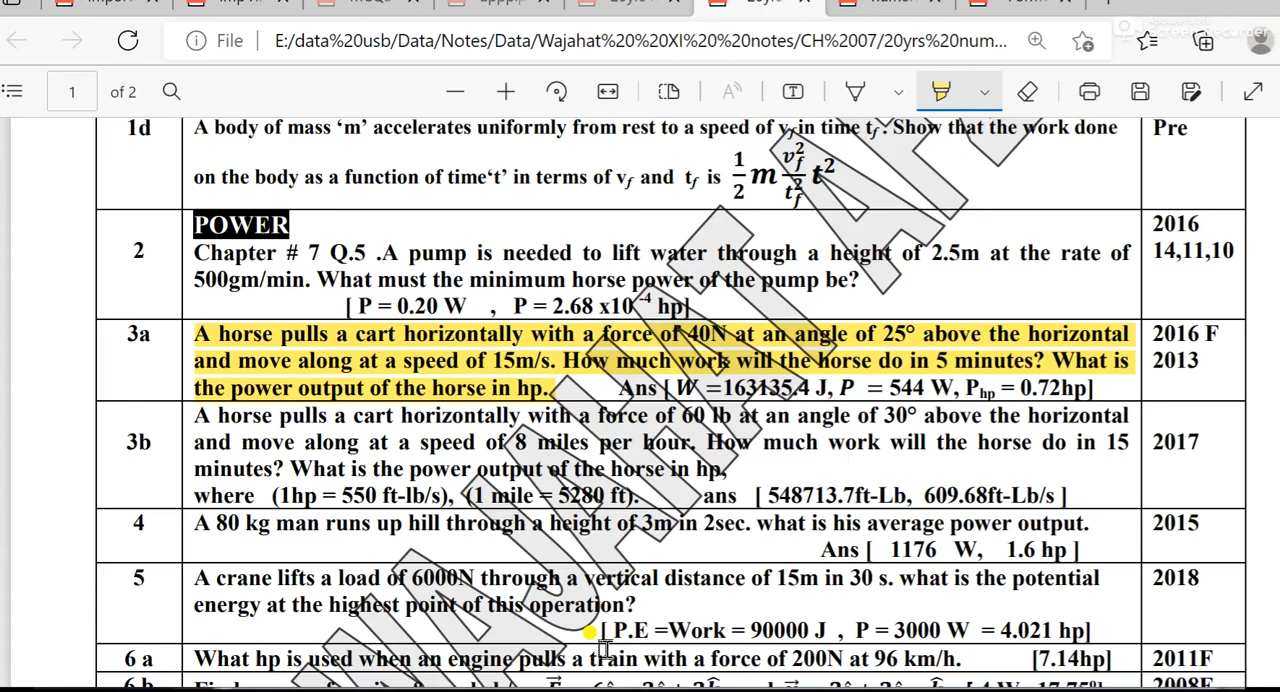 File
E:/data%20usb/Data/Notes/Data/Wajahat%20%20XI%20%20notes/CH%2007/20yrs%20num...
1 of 2
1d A body of mass ‘m’ accelerates uniformly from rest to a speed of v_f in time t_f. Show that the work done Pre
on the body as a function of time‘t’ in terms of v_f and t_f is 1/2 m v_f²/t_f² t²
POWER 2016
2 Chapter # 7 Q.5 .A pump is needed to lift water through a height of 2.5m at the rate of 14,11,10
500gm/min. What must the minimum horse power of the pump be?
[ P = 0.20 W , P = 2.68 x10⁻⁴ hp]
3a A horse pulls a cart horizontally with a force of 40N at an angle of 25° above the horizontal 2016 F
and move along at a speed of 15m/s. How much work will the horse do in 5 minutes? What is 2013
the power output of the horse in hp. Ans [ W =163135.4 J, P = 544 W, Php = 0.72hp]
A horse pulls a cart horizontally with a force of 60 lb at an angle of 30° above the horizontal
3b and move along at a speed of 8 miles per hour. How much work will the horse do in 15 2017
minutes? What is the power output of the horse in hp,
where (1hp = 550 ft-lb/s), (1 mile = 5280 ft). ans [ 548713.7ft-Lb, 609.68ft-Lb/s ]
4 A 80 kg man runs up hill through a height of 3m in 2sec. what is his average power output. 2015
Ans [ 1176 W, 1.6 hp ]
5 A crane lifts a load of 6000N through a vertical distance of 15m in 30 s. what is the potential 2018
energy at the highest point of this operation?
[ P.E =Work = 90000 J , P = 3000 W = 4.021 hp]
6 a What hp is used when an engine pulls a train with a force of 200N at 96 km/h. [7.14hp] 2011F
WAJAHAT